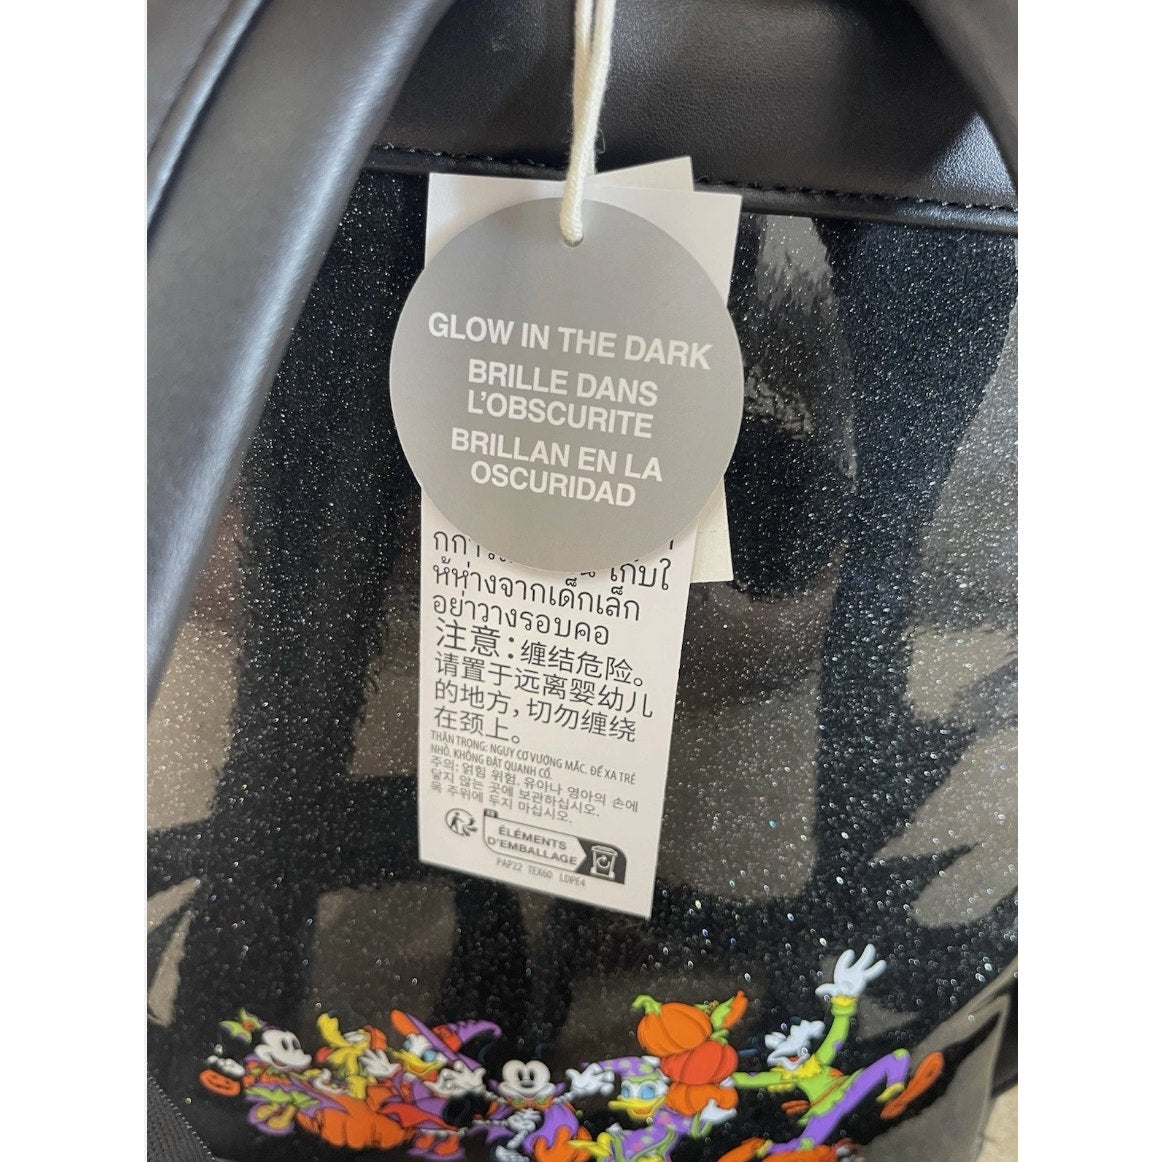 GLOW IN THE DARK
BRILLE DANS
L'OBSCURITE
BRILLAN EN LA
OSCURIDAD
เก็บใ
ห้ห่างจากเด็กเล็ก
อย่าวางรอบคอ
注意：缠结危险。
请置于远离婴幼儿
的地方，切勿缠绕
在颈上。
THẬN TRỌNG: NGUY CƠ VƯỚNG MẮC. ĐỂ XA TRẺ
NHỎ. KHÔNG ĐẶT QUANH CỔ.
주의: 얽힘 위험. 유아나 영아의 손에
닿지 않는 곳에 보관하십시오.
목 주위에 두지 마십시오.
FR
ÉLÉMENTS
D'EMBALLAGE
PAP22 TEX60 LDPE4